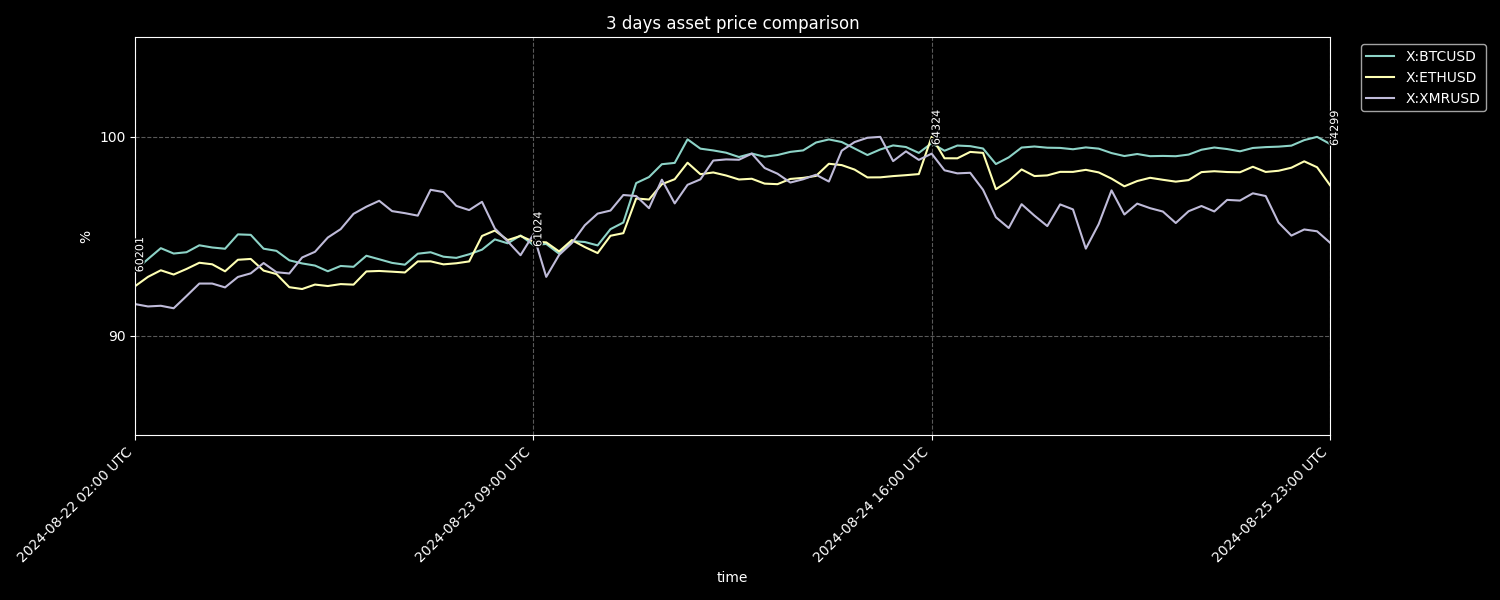 3 days asset price comparison
X:BTCUSD
X:ETHUSD
X:XMRUSD
100
90
%
60201
61024
64324
64299
2024-08-22 02:00 UTC
2024-08-23 09:00 UTC
2024-08-24 16:00 UTC
2024-08-25 23:00 UTC
time